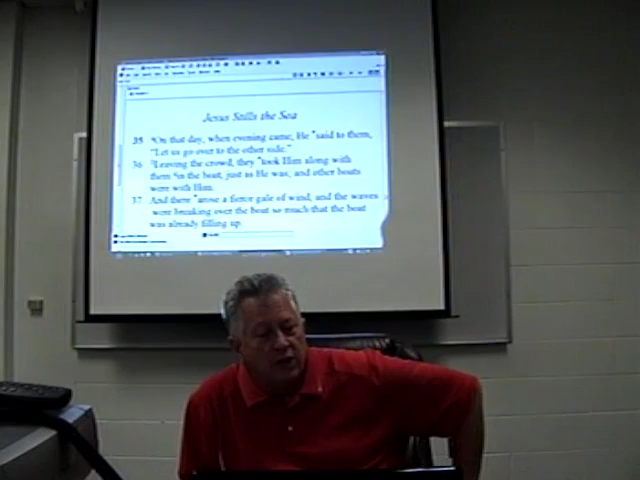 Jesus Stills the Sea
35 "On that day, when evening came, He *said to them,
"Let us go over to the other side."
36 "Leaving the crowd, they *took Him along with
them "in the boat, just as He was; and other boats
were with Him.
37 And there *arose a fierce gale of wind, and the waves
were breaking over the boat so much that the boat
was already filling up.